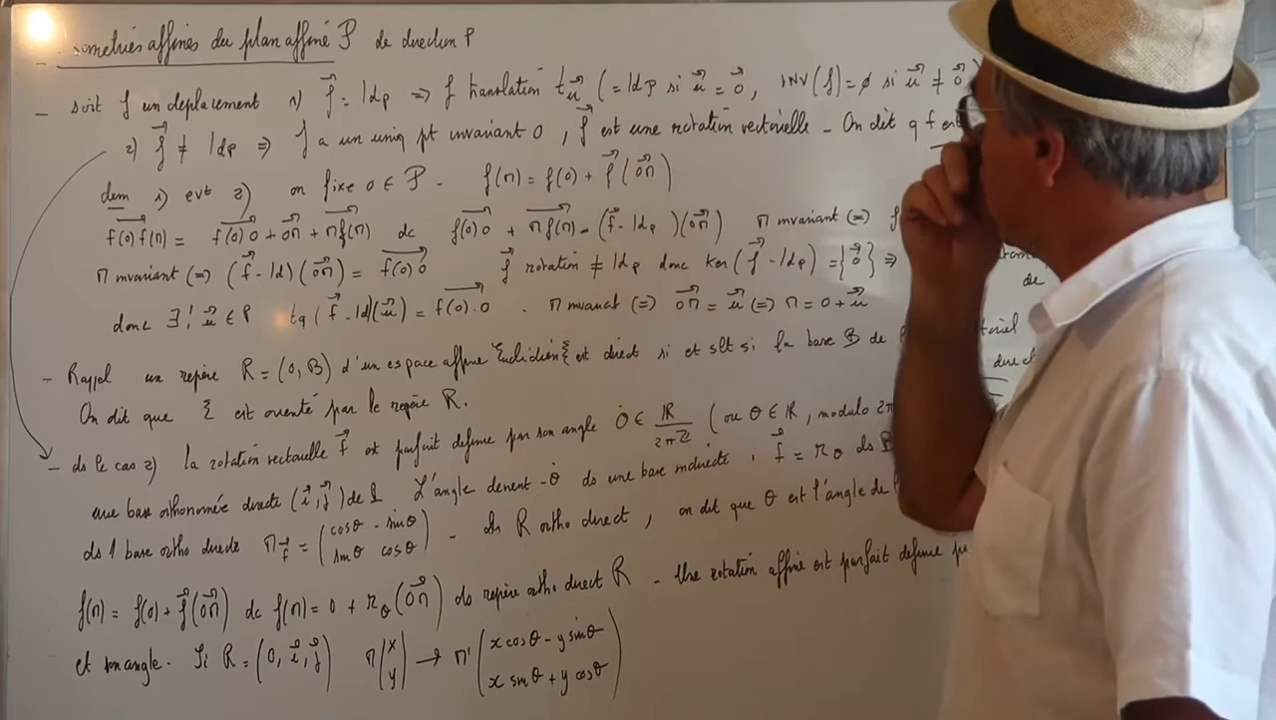 isométries affines du plan affine P de direction P
- soit f un deplacement 1) f⃗ = Id_P => f translation t_u⃗ (= Id_P si u⃗ = 0⃗, INV(f) = ∅ si u⃗ ≠ 0⃗)
2) f⃗ ≠ Id_P => f a un uniq pt invariant O, f⃗ est une rotation vectorielle - On dit q f est
dem 1) evt 2) on fixe O ∈ P - f(M) = f(O) + f⃗(OM⃗)
f(O)f(M)⃗ = f(O)O⃗ + OM⃗ + Mf(M)⃗ dc f(O)O⃗ + Mf(M)⃗ = (f⃗ - Id_P)(OM⃗) M invariant (=) f
M invariant (=) (f⃗ - Id)(OM⃗) = f(O)O⃗ f⃗ rotation ≠ Id_P donc Ker(f⃗ - Id_P) = {0⃗} => de
donc ∃! u⃗ ∈ P tq (f⃗ - Id)(u⃗) = f(O).O⃗ . M invariant (=) OM⃗ = u⃗ (=) M = O + u⃗
- Rappel un repère R = (O, B) d'un espace affine Euclidien ξ est direct si et slt si la base B de direct
On dit que ξ est orienté par le repère R.
- ds le cas 2) la rotation vectorielle f⃗ est parfait definie par son angle θ̇ ∈ R/2πZ (ou θ ∈ R, modulo 2π
une base orthonormée directe (i⃗, j⃗) de P L'angle devient -θ̇ ds une base indirecte . f⃗ = r_θ ds B
ds 1 base ortho directe M_f⃗ = (cosθ -sinθ / sinθ cosθ) - ds R ortho direct, on dit que θ est l'angle de
f(M) = f(O) + f⃗(OM⃗) dc f(M) = O + r_θ(OM⃗) ds repère ortho direct R - Une rotation affine est parfait definie
et son angle. Si R = (O, i⃗, j⃗) M (x / y) → M' (x cosθ - y sinθ / x sinθ + y cosθ)